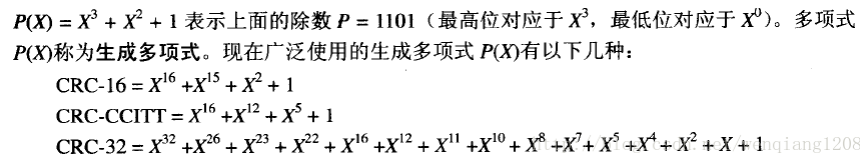 P(X) = X³ + X² + 1 表示上面的除数 P = 1101（最高位对应于 X³，最低位对应于 X⁰）。多项式
P(X)称为生成多项式。现在广泛使用的生成多项式 P(X)有以下几种：
CRC-16 = X¹⁶ +X¹⁵ + X² + 1
CRC-CCITT = X¹⁶ +X¹² + X⁵ + 1
CRC-32 = X³² +X²⁶ + X²³ + X²² + X¹⁶ +X¹² + X¹¹ +X¹⁰ + X⁸ +X⁷ + X⁵ +X⁴ + X² + X + 1